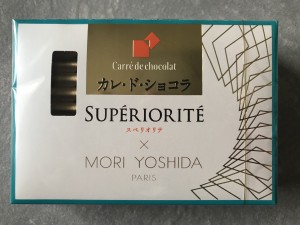 Carré de chocolat
カレ・ド・ショコラ
SUPÉRIORITÉ
スペリオリテ
×
MORI YOSHIDA
PARIS